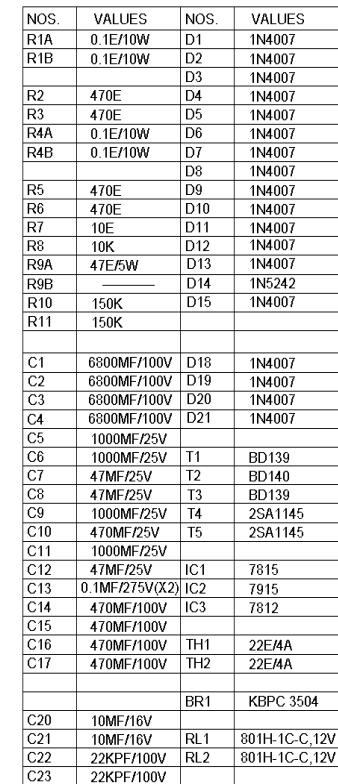 NOS. VALUES NOS. VALUES
R1A 0.1E/10W D1 1N4007
R1B 0.1E/10W D2 1N4007
D3 1N4007
R2 470E D4 1N4007
R3 470E D5 1N4007
R4A 0.1E/10W D6 1N4007
R4B 0.1E/10W D7 1N4007
D8 1N4007
R5 470E D9 1N4007
R6 470E D10 1N4007
R7 10E D11 1N4007
R8 10K D12 1N4007
R9A 47E/5W D13 1N4007
R9B ——— D14 1N5242
R10 150K D15 1N4007
R11 150K
C1 6800MF/100V D18 1N4007
C2 6800MF/100V D19 1N4007
C3 6800MF/100V D20 1N4007
C4 6800MF/100V D21 1N4007
C5 1000MF/25V
C6 1000MF/25V T1 BD139
C7 47MF/25V T2 BD140
C8 47MF/25V T3 BD139
C9 1000MF/25V T4 2SA1145
C10 470MF/25V T5 2SA1145
C11 1000MF/25V
C12 47MF/25V IC1 7815
C13 0.1MF/275V(X2) IC2 7915
C14 470MF/100V IC3 7812
C15 470MF/100V
C16 470MF/100V TH1 22E/4A
C17 470MF/100V TH2 22E/4A
BR1 KBPC 3504
C20 10MF/16V
C21 10MF/16V RL1 801H-1C-C,12V
C22 22KPF/100V RL2 801H-1C-C,12V
C23 22KPF/100V